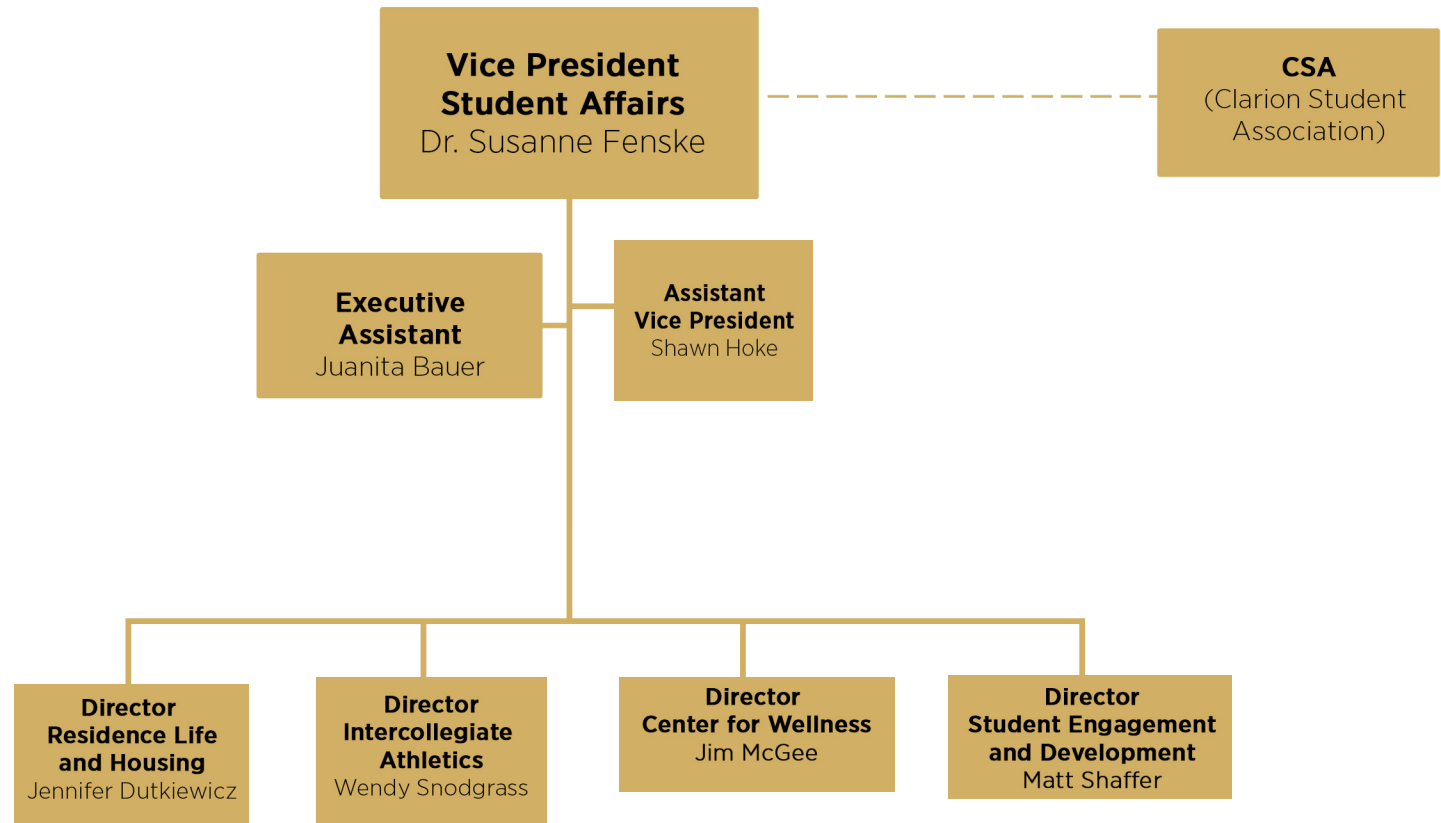 Vice President
Student Affairs
Dr. Susanne Fenske
CSA
(Clarion Student
Association)
Executive
Assistant
Juanita Bauer
Assistant
Vice President
Shawn Hoke
Director
Residence Life
and Housing
Jennifer Dutkiewicz
Director
Intercollegiate
Athletics
Wendy Snodgrass
Director
Center for Wellness
Jim McGee
Director
Student Engagement
and Development
Matt Shaffer